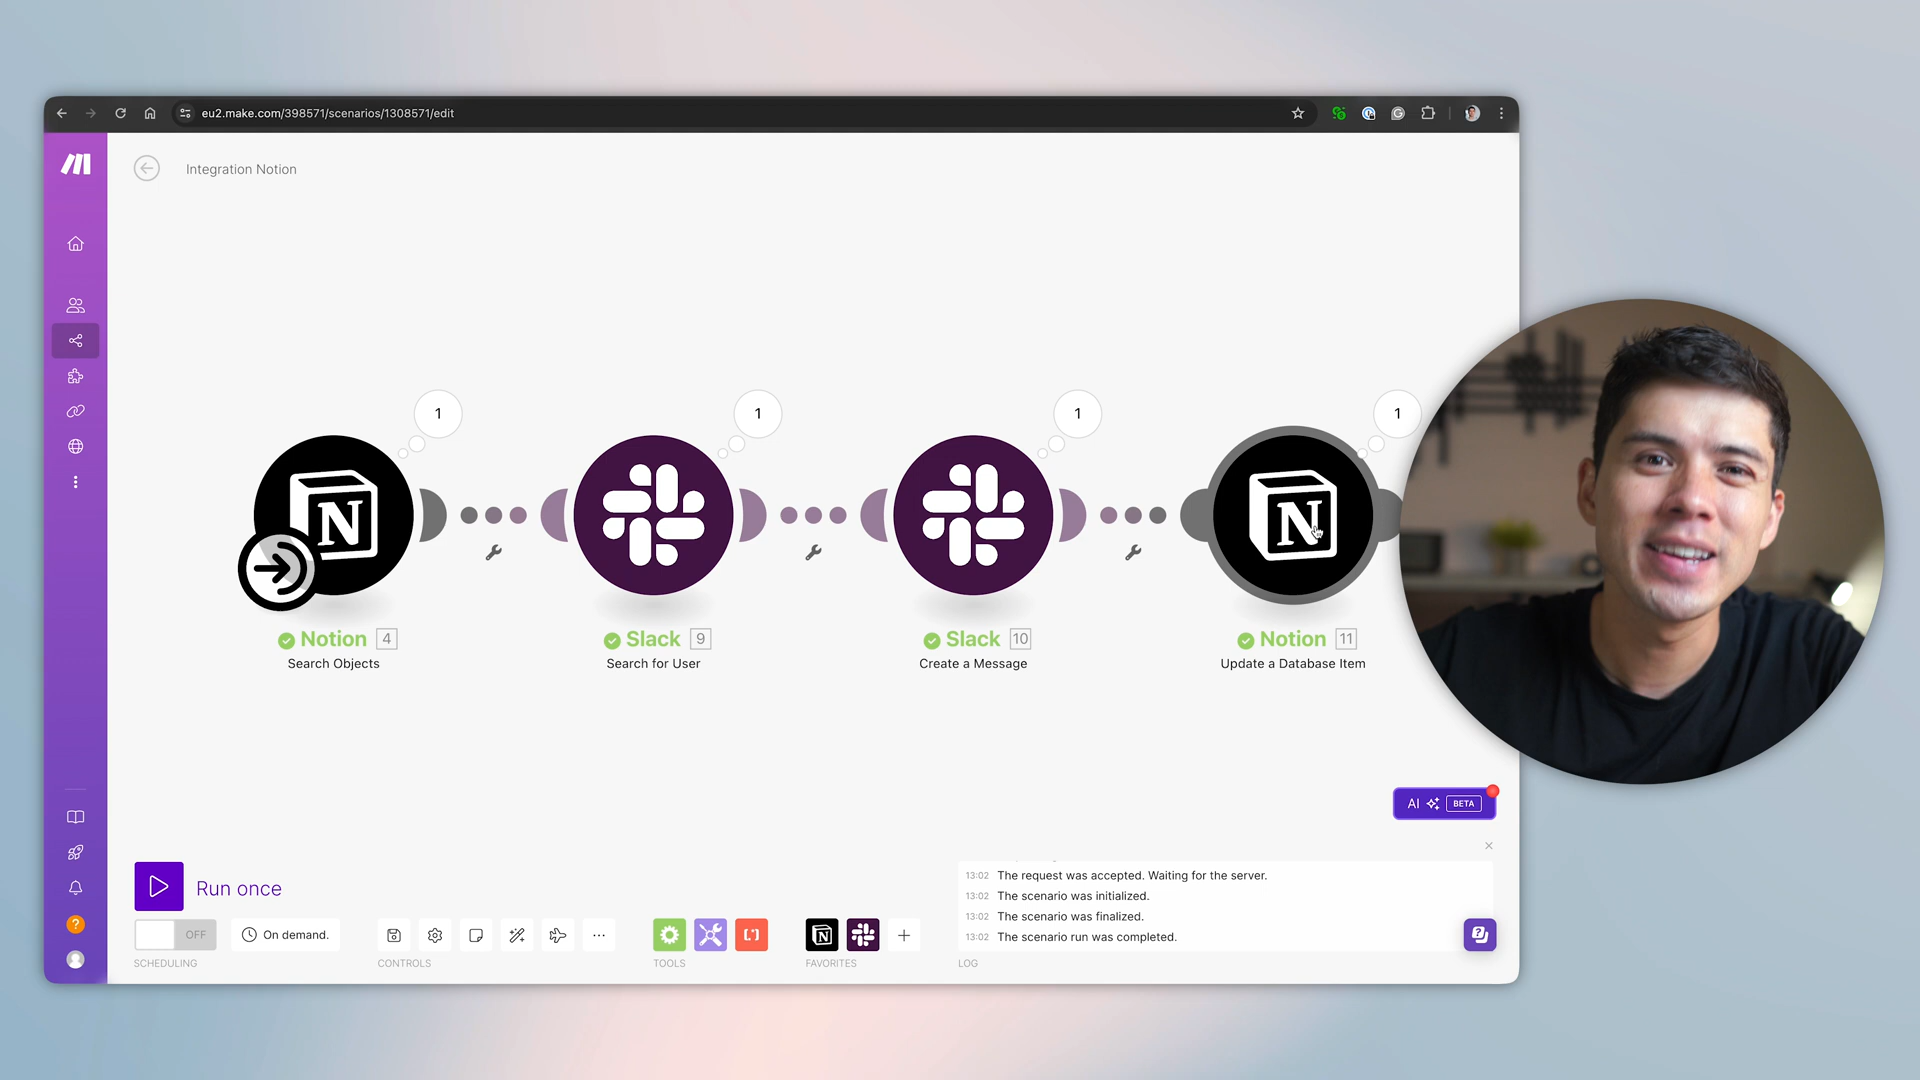 eu2.make.com/398571/scenarios/1308571/edit
Integration Notion
1
1
1
1
Notion 4
Search Objects
Slack 9
Search for User
Slack 10
Create a Message
Notion 11
Update a Database Item
AI BETA
Run once
OFF
On demand.
SCHEDULING
CONTROLS
TOOLS
FAVORITES
13:02 The request was accepted. Waiting for the server.
13:02 The scenario was initialized.
13:02 The scenario was finalized.
13:02 The scenario run was completed.
LOG